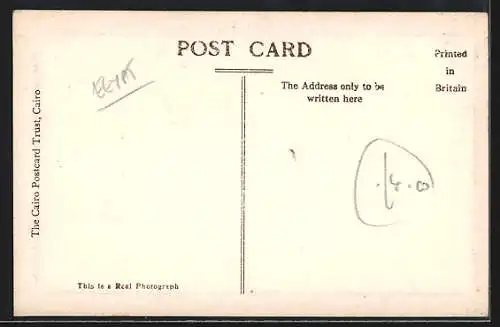 POST CARD
EGYPT
Printed
in
Britain
The Address only to be
written here
The Cairo Postcard Trust, Cairo
This is a Real Photograph